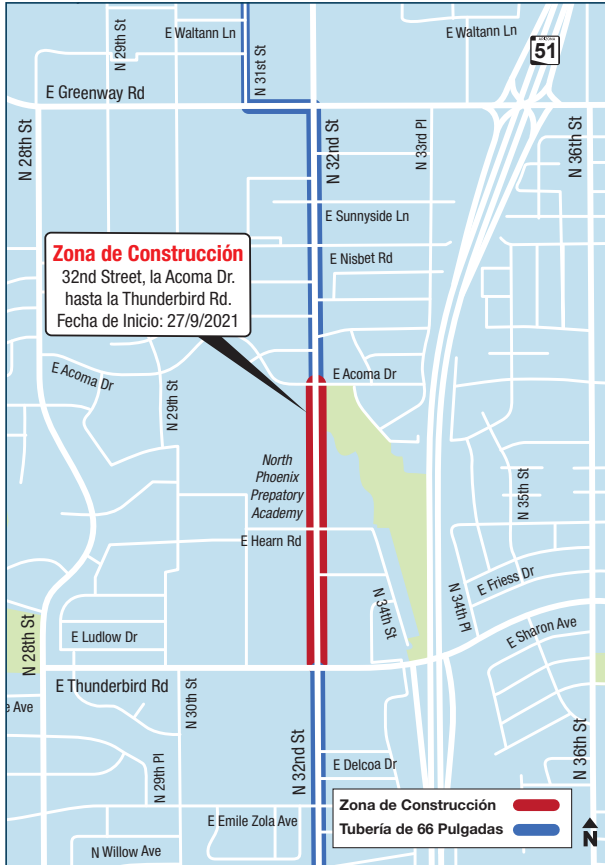 E Waltann Ln
N 29th St
N 31st St
E Waltann Ln
ARIZONA
51
E Greenway Rd
N 28th St
N 32nd St
N 33rd Pl
N 36th St
E Sunnyside Ln
Zona de Construcción
32nd Street, la Acoma Dr.
hasta la Thunderbird Rd.
Fecha de Inicio: 27/9/2021
E Nisbet Rd
E Acoma Dr
N 29th St
E Acoma Dr
North
Phoenix
Prepatory
Academy
N 35th St
E Hearn Rd
N 34th St
N 34th Pl
E Friess Dr
E Sharon Ave
N 28th St
E Ludlow Dr
E Thunderbird Rd
e Ave
N 30th St
N 32nd St
N 36th St
N 29th Pl
E Delcoa Dr
E Emile Zola Ave
N Willow Ave
Zona de Construcción
Tubería de 66 Pulgadas
N